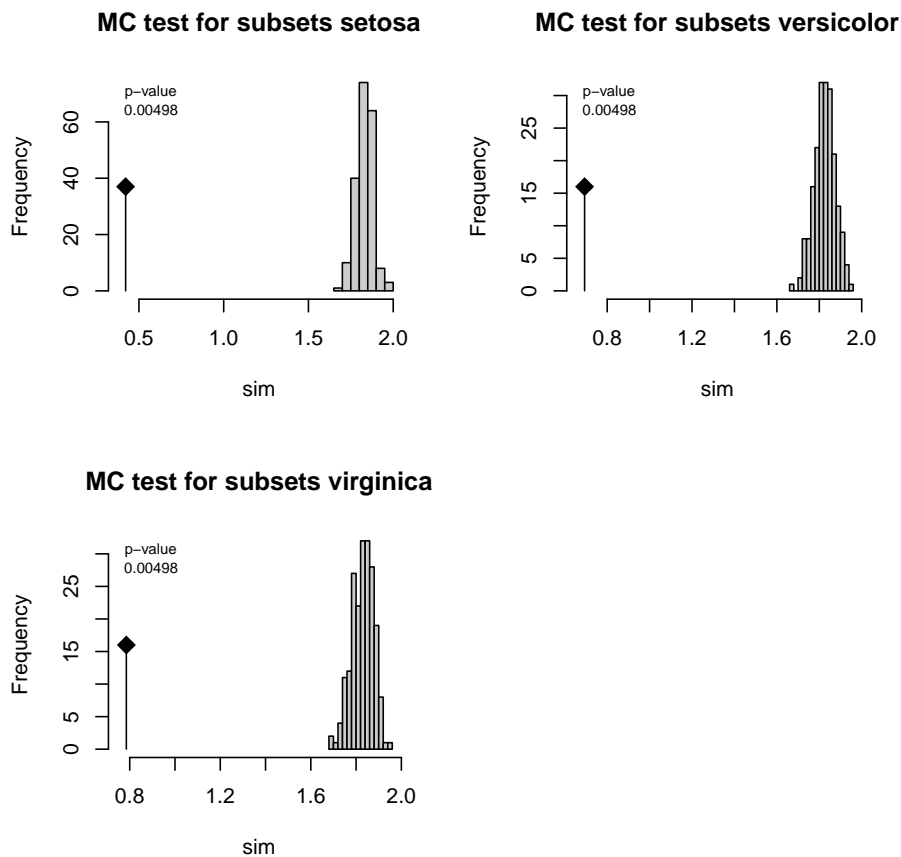 MC test for subsets setosa
p−value
0.00498
Frequency
0
20
40
60
0.5 1.0 1.5 2.0
sim
MC test for subsets versicolor
p−value
0.00498
Frequency
0
5
15
25
0.8 1.2 1.6 2.0
sim
MC test for subsets virginica
p−value
0.00498
Frequency
0
5
15
25
0.8 1.2 1.6 2.0
sim